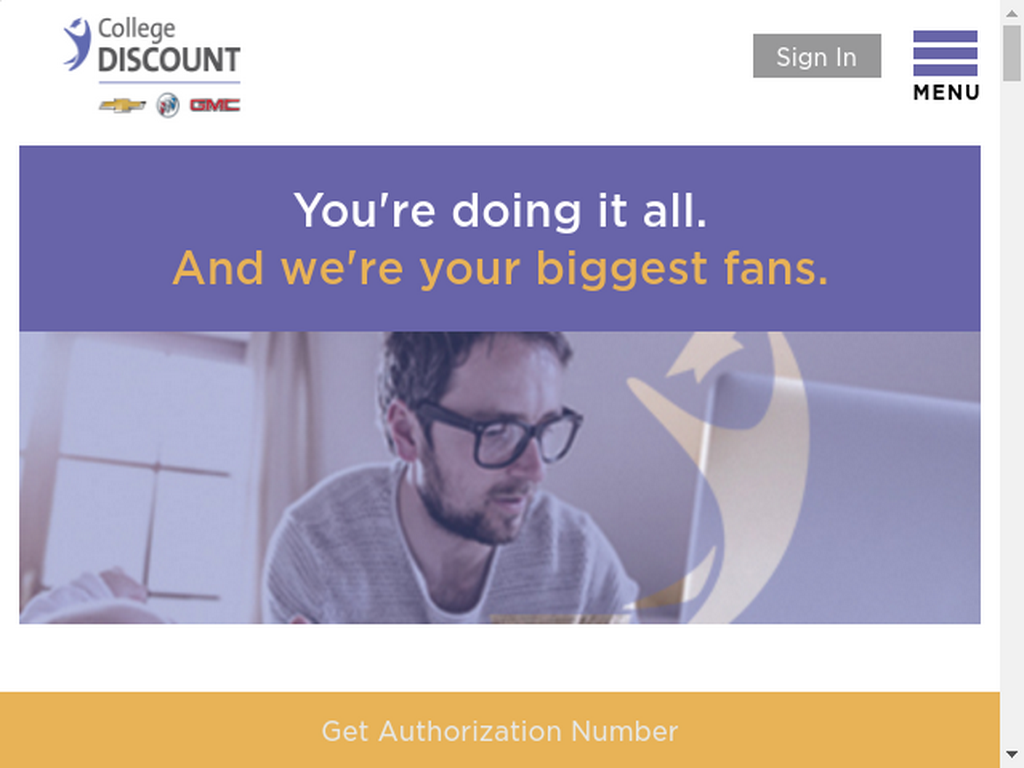 College
DISCOUNT
GMC
Sign In
MENU
You're doing it all.
And we're your biggest fans.
Get Authorization Number